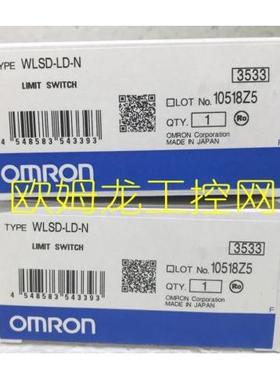 TYPE WLSD-LD-N
LIMIT SWITCH
3533
LOT No. 10518Z5
QTY. 1
OMRON Corporation
MADE IN JAPAN
4 548583 543393
OMRON
欧姆龙工控网
TYPE WLSD-LD-N
LIMIT SWITCH
3533
LOT No. 10518Z5
QTY. 1
OMRON Corporation
MADE IN JAPAN
4 548583 543393
F
OMRON